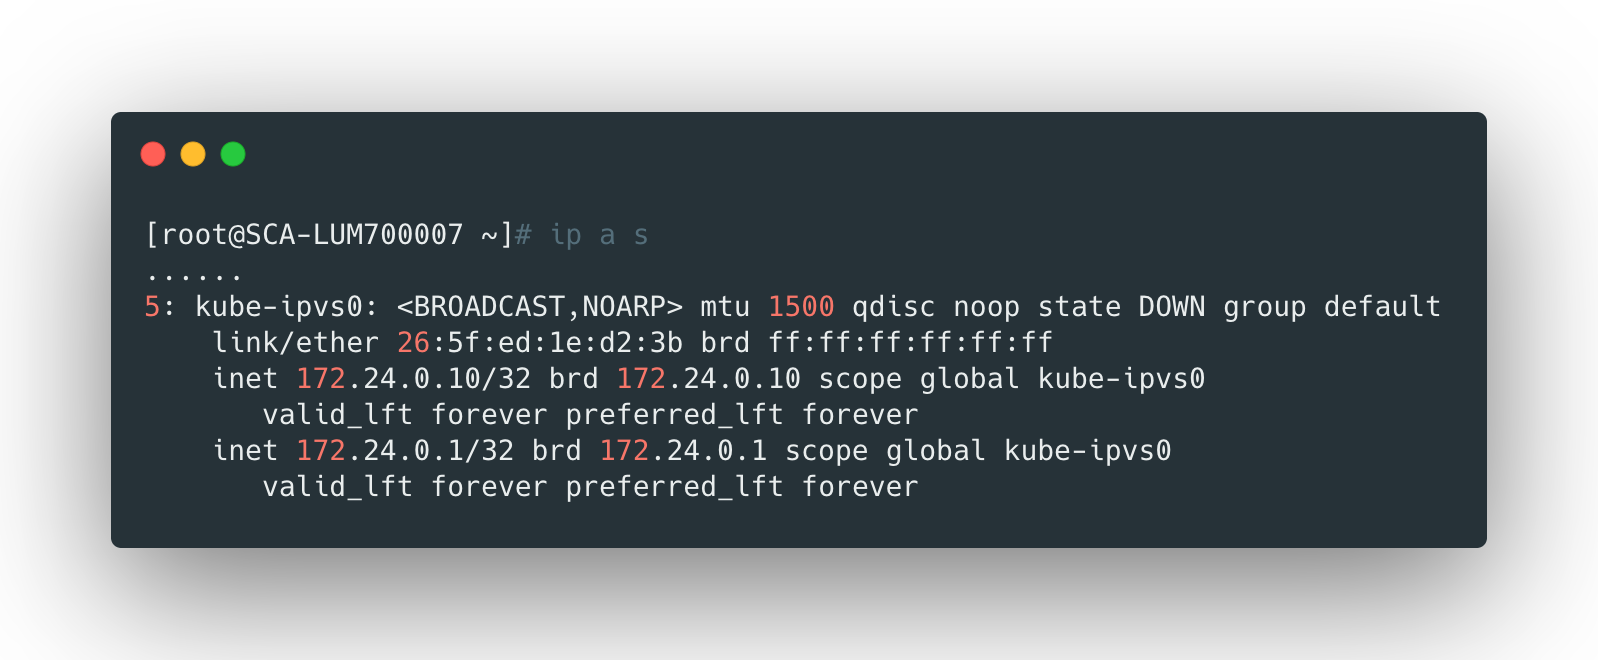 [root@SCA-LUM700007 ~]# ip a s
......
5: kube-ipvs0: <BROADCAST,NOARP> mtu 1500 qdisc noop state DOWN group default
    link/ether 26:5f:ed:1e:d2:3b brd ff:ff:ff:ff:ff:ff
    inet 172.24.0.10/32 brd 172.24.0.10 scope global kube-ipvs0
       valid_lft forever preferred_lft forever
    inet 172.24.0.1/32 brd 172.24.0.1 scope global kube-ipvs0
       valid_lft forever preferred_lft forever